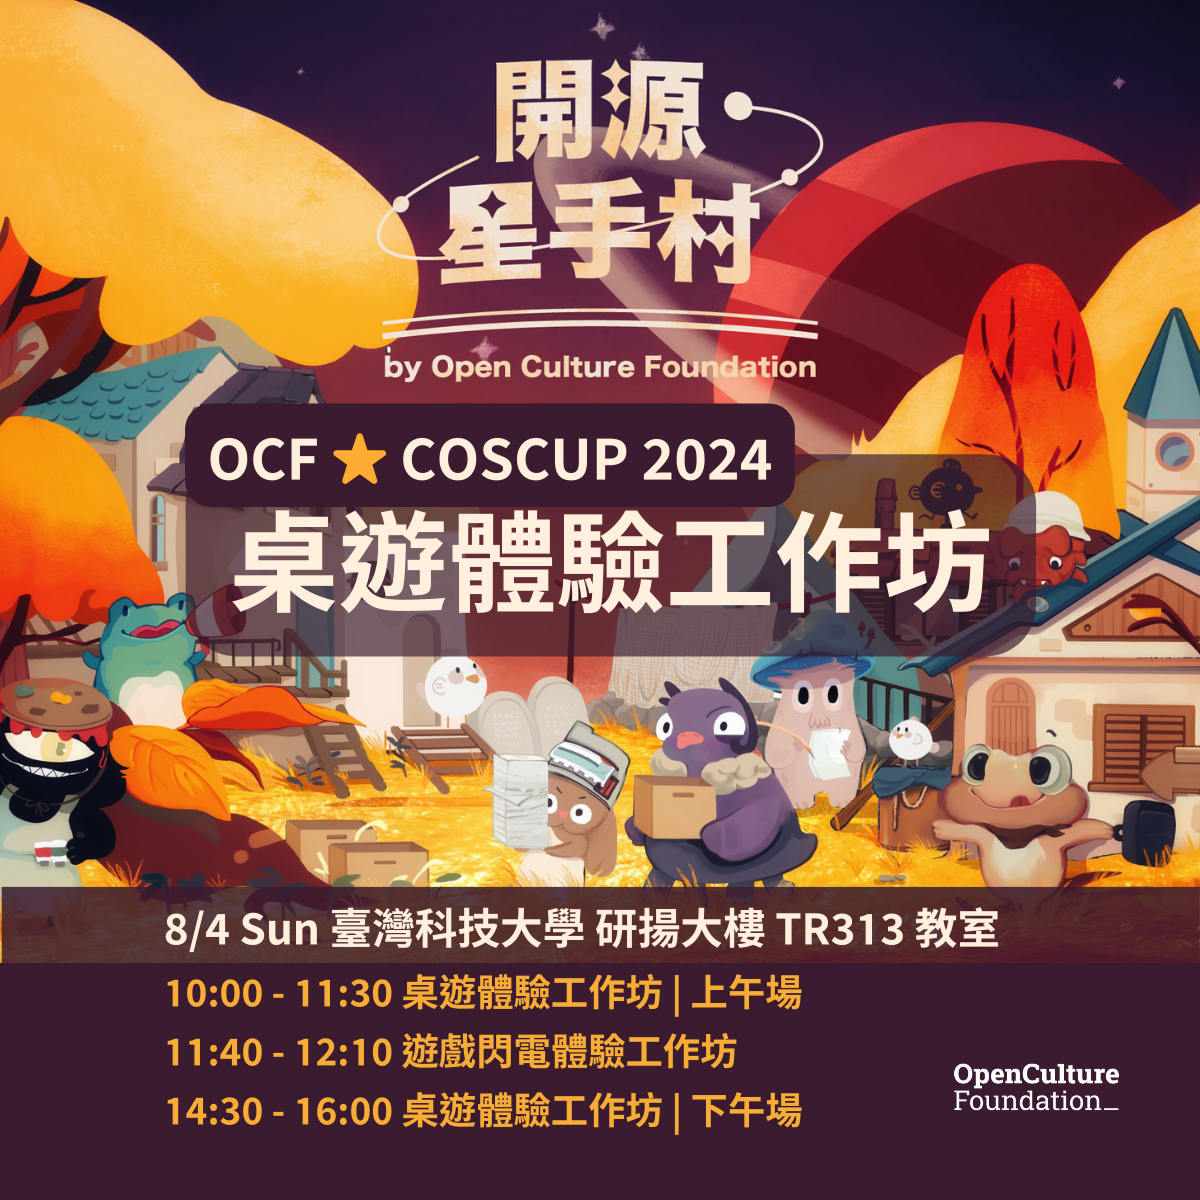 開源
星手村
by Open Culture Foundation
OCF ★ COSCUP 2024
桌遊體驗工作坊
8/4 Sun 臺灣科技大學 研揚大樓 TR313 教室
10:00 - 11:30 桌遊體驗工作坊 | 上午場
11:40 - 12:10 遊戲閃電體驗工作坊
14:30 - 16:00 桌遊體驗工作坊 | 下午場
OpenCulture
Foundation_